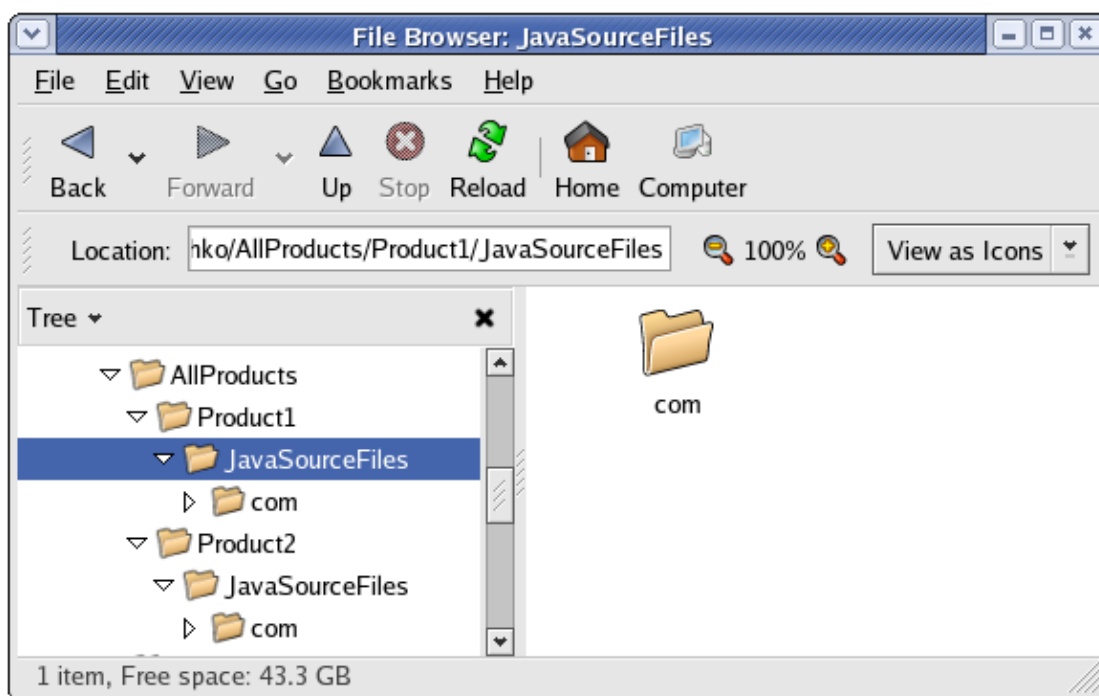 File Browser: JavaSourceFiles
File Edit View Go Bookmarks Help
Back Forward Up Stop Reload Home Computer
Location: hko/AllProducts/Product1/JavaSourceFiles 100% View as Icons
Tree
AllProducts
Product1
JavaSourceFiles
com
Product2
JavaSourceFiles
com
com
1 item, Free space: 43.3 GB